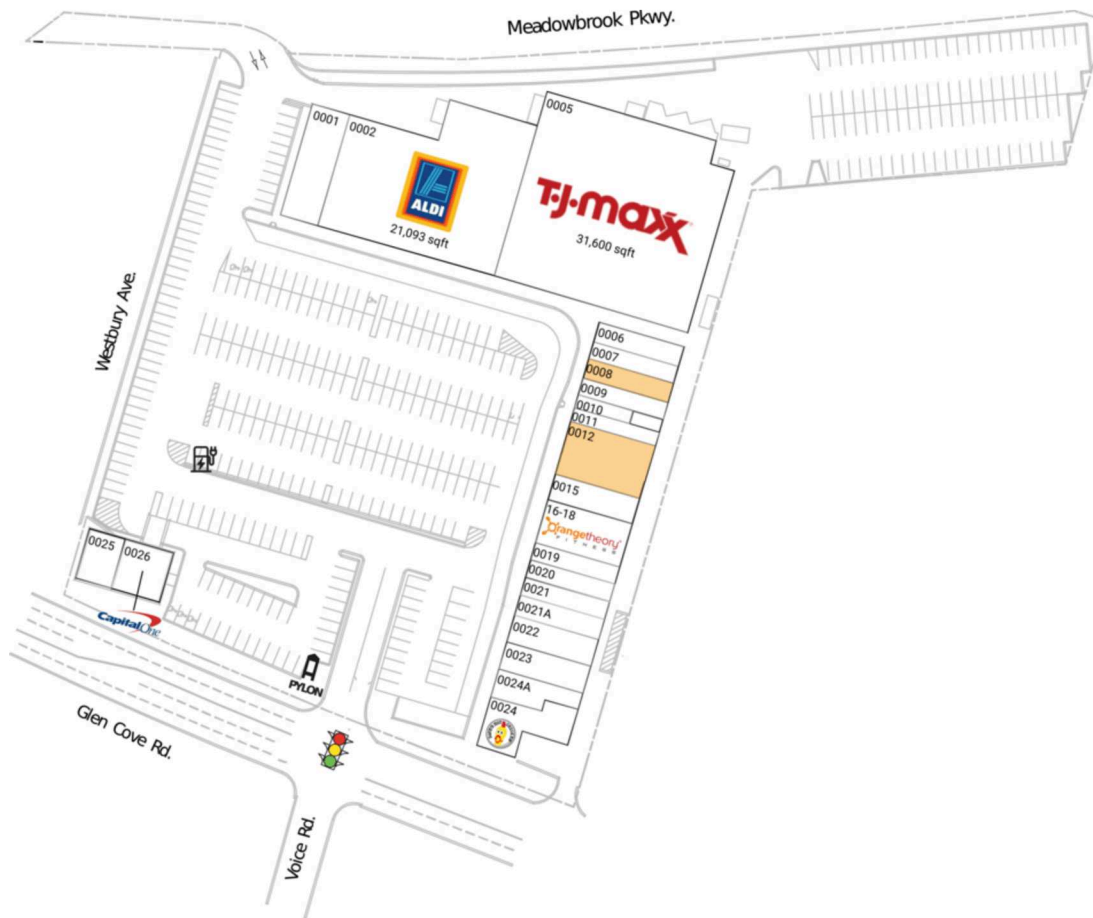 Meadowbrook Pkwy.
0001
0002
ALDI
21,093 sqft
0005
T.J.maxx
31,600 sqft
Westbury Ave.
0006
0007
0008
0009
0010
0011
0012
0015
16-18
Orangetheory
FITNESS
0019
0020
0021
0021A
0022
0023
0024A
0024
0025
0026
CapitalOne
PYLON
Glen Cove Rd.
Voice Rd.